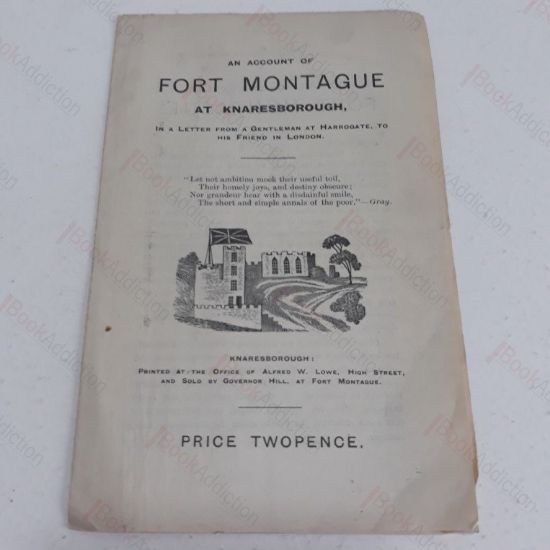 AN ACCOUNT OF
FORT MONTAGUE
AT KNARESBOROUGH,
IN A LETTER FROM A GENTLEMAN AT HARROGATE, TO
HIS FRIEND IN LONDON.
"Let not ambition mock their useful toil,
Their homely joys, and destiny obscure;
Nor grandeur hear with a disdainful smile,
The short and simple annals of the poor."—Gray.
KNARESBOROUGH:
PRINTED AT THE OFFICE OF ALFRED W. LOWE, HIGH STREET,
AND SOLD BY GOVERNOR HILL, AT FORT MONTAGUE.
PRICE TWOPENCE.
BookAddiction